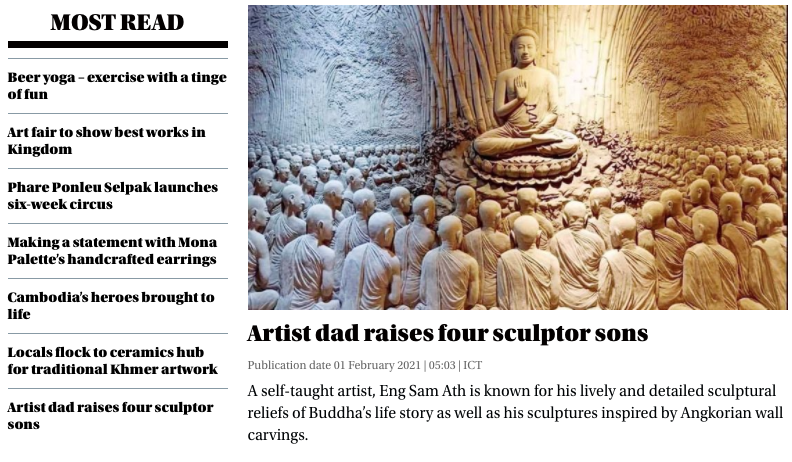 MOST READ
Beer yoga – exercise with a tinge
of fun
Art fair to show best works in
Kingdom
Phare Ponleu Selpak launches
six-week circus
Making a statement with Mona
Palette's handcrafted earrings
Cambodia's heroes brought to
life
Locals flock to ceramics hub
for traditional Khmer artwork
Artist dad raises four sculptor
sons
Artist dad raises four sculptor sons
Publication date 01 February 2021 | 05:03 | ICT
A self-taught artist, Eng Sam Ath is known for his lively and detailed sculptural
reliefs of Buddha's life story as well as his sculptures inspired by Angkorian wall
carvings.